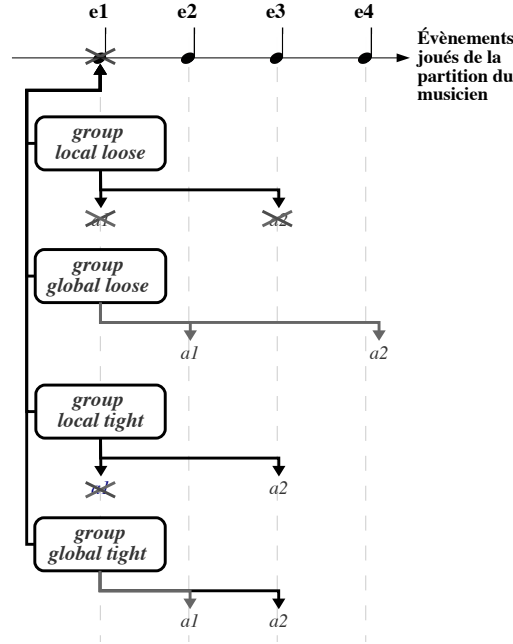 e1 e2 e3 e4
Évènements
joués de la
partition du
musicien
group
local loose
a1 a2
group
global loose
a1 a2
group
local tight
a1 a2
group
global tight
a1 a2